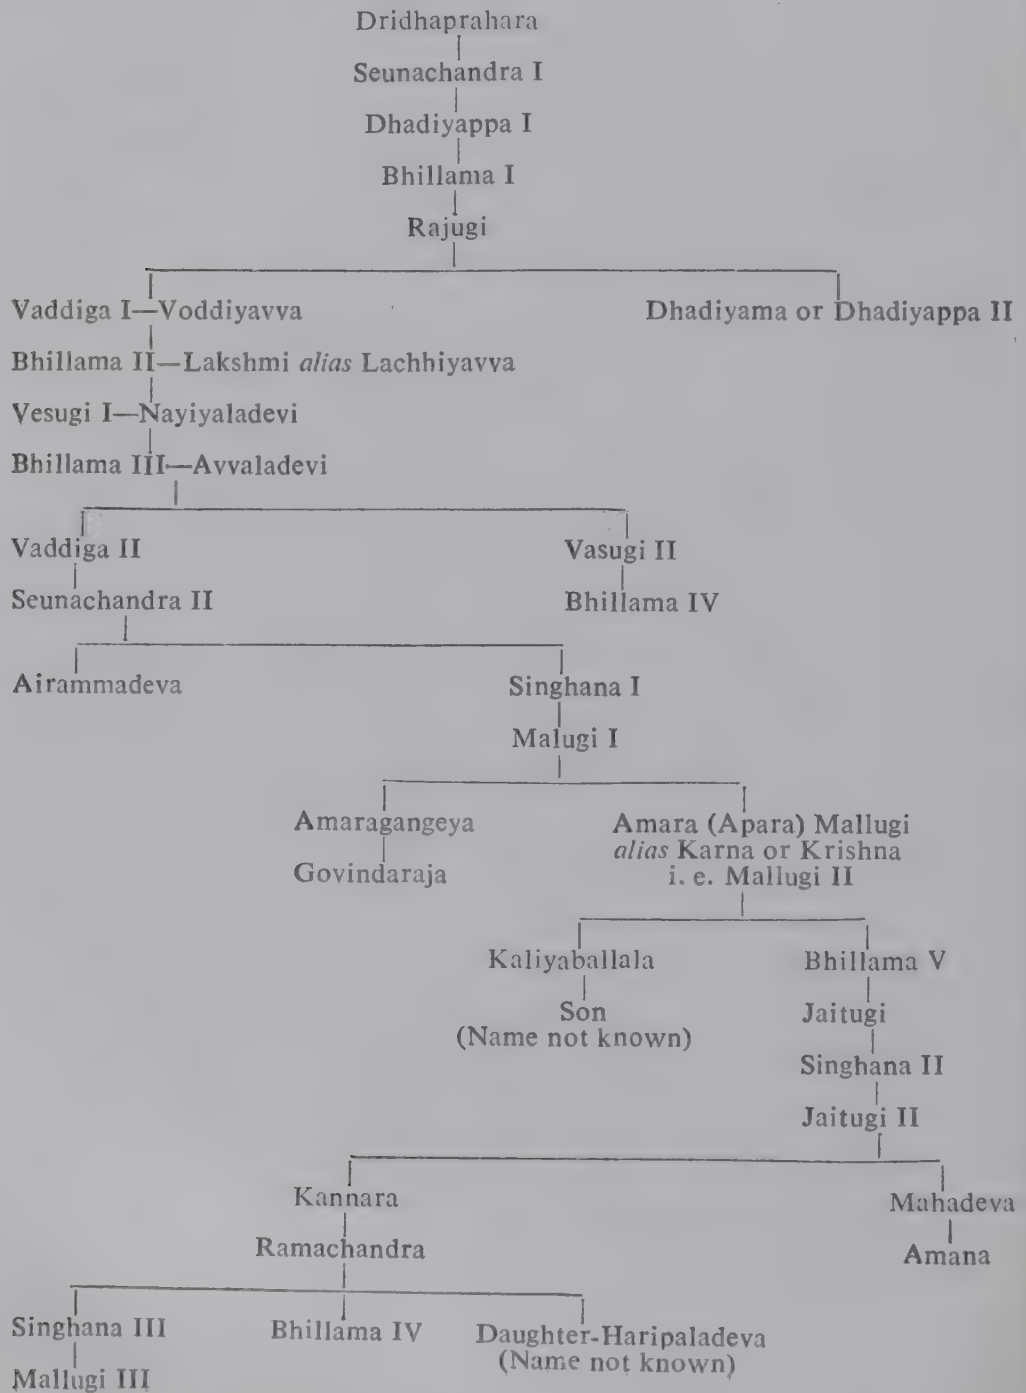 Dridhaprahara
Seunachandra I
Dhadiyappa I
Bhillama I
Rajugi
Vaddiga I—Voddiyavva
Dhadiyama or Dhadiyappa II
Bhillama II—Lakshmi alias Lachhiyavva
Vesugi I—Nayiyaladevi
Bhillama III—Avvaladevi
Vaddiga II
Vasugi II
Seunachandra II
Bhillama IV
Airammadeva
Singhana I
Malugi I
Amaragangeya
Amara (Apara) Mallugi
alias Karna or Krishna
i. e. Mallugi II
Govindaraja
Kaliyaballala
Bhillama V
Son
(Name not known)
Jaitugi
Singhana II
Jaitugi II
Kannara
Mahadeva
Ramachandra
Amana
Singhana III
Bhillama IV
Daughter-Haripaladeva
(Name not known)
Mallugi III